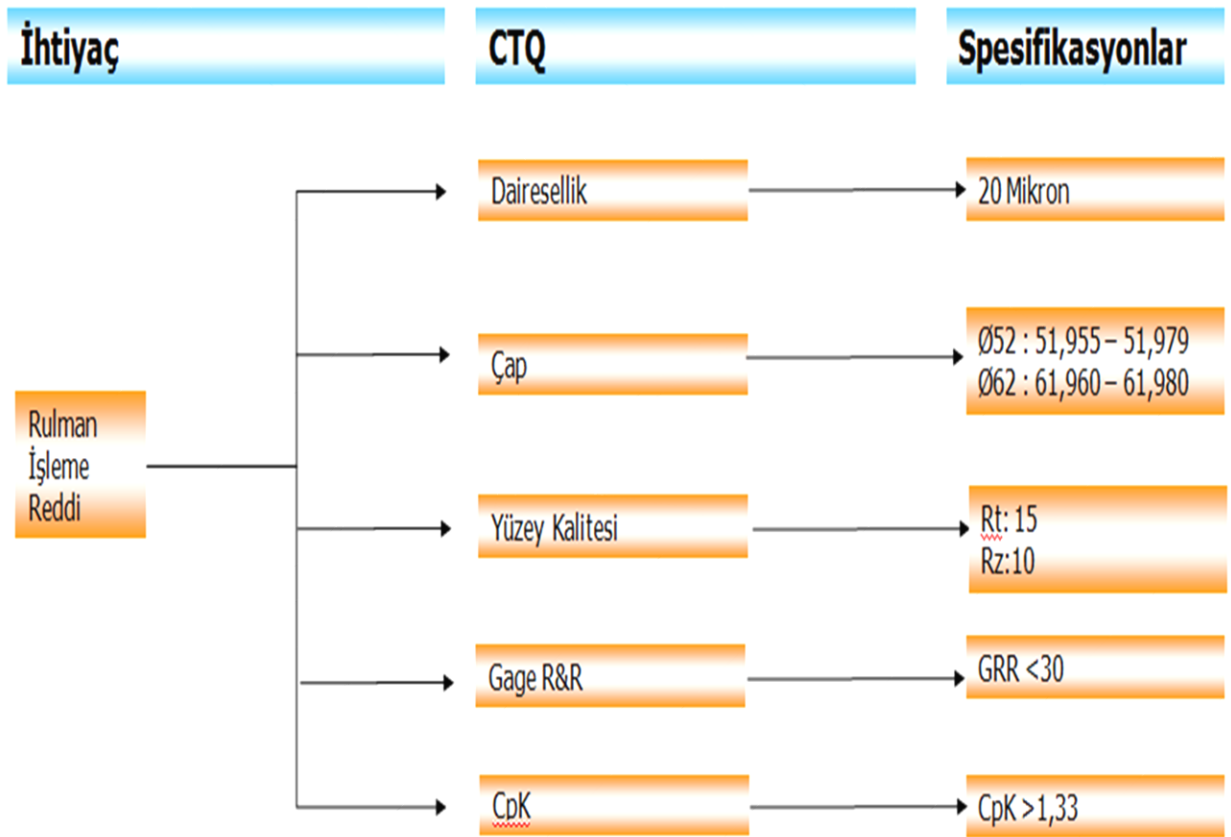 İhtiyaç
CTQ
Spesifikasyonlar
Rulman
İşleme
Reddi
Dairesellik
20 Mikron
Çap
Ø52 : 51,955 – 51,979
Ø62 : 61,960 – 61,980
Yüzey Kalitesi
Rt: 15
Rz:10
Gage R&R
GRR <30
CpK
CpK >1,33